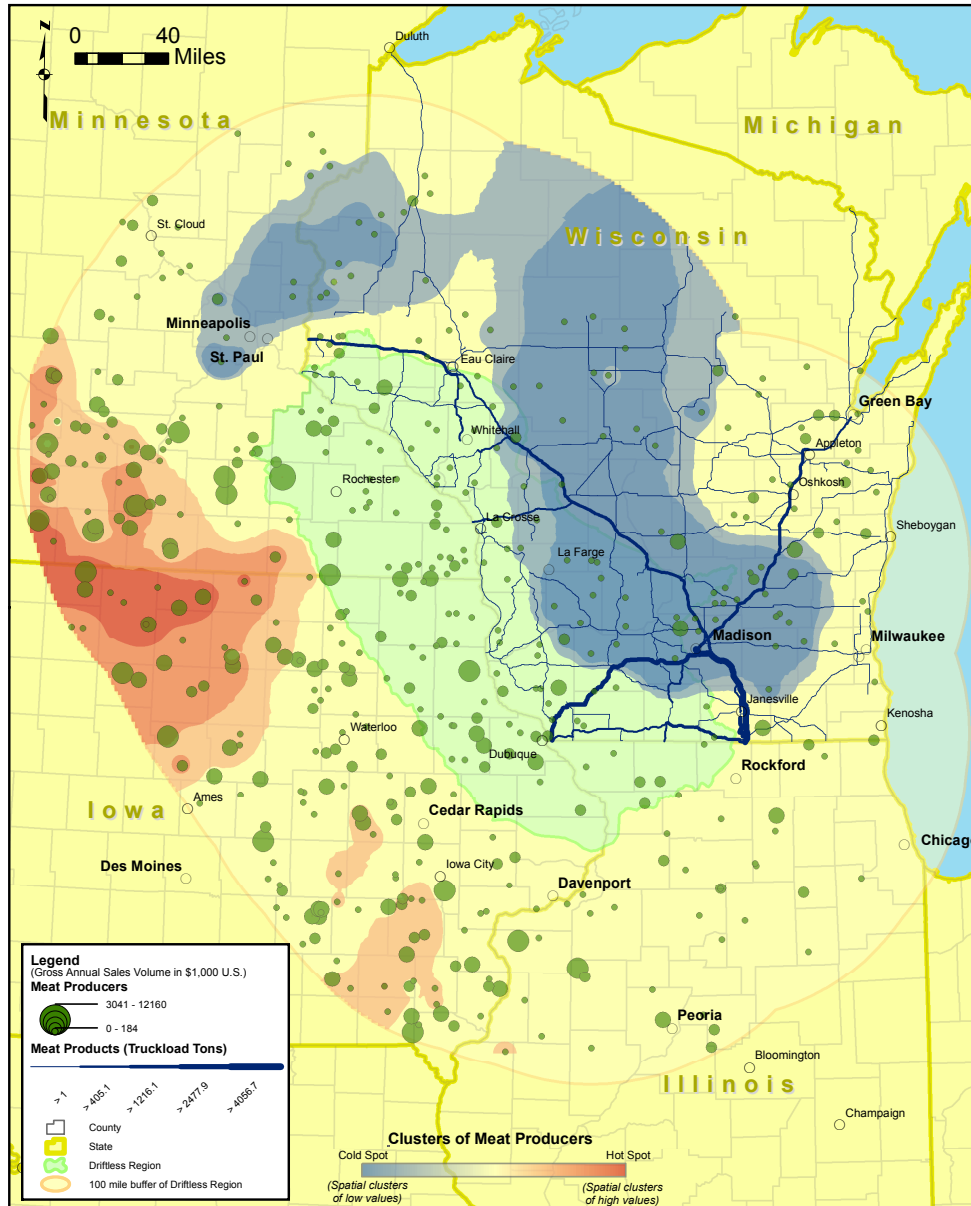 N
0 40
Miles
Duluth
Minnesota
Michigan
St. Cloud
Wisconsin
Minneapolis
St. Paul
Eau Claire
Green Bay
Whitehall
Appleton
Rochester
Oshkosh
La Crosse
Sheboygan
La Farge
Madison
Milwaukee
Janesville
Kenosha
Waterloo
Dubuque
Rockford
Ames
Iowa
Cedar Rapids
Chicago
Des Moines
Iowa City
Davenport
Peoria
Bloomington
Illinois
Champaign
Legend
(Gross Annual Sales Volume in $1,000 U.S.)
Meat Producers
3041 - 12160
0 - 184
Meat Products (Truckload Tons)
> 1
> 405.1
> 1216.1
> 2477.9
> 4056.7
County
State
Driftless Region
100 mile buffer of Driftless Region
Clusters of Meat Producers
Cold Spot Hot Spot
(Spatial clusters of low values)
(Spatial clusters of high values)